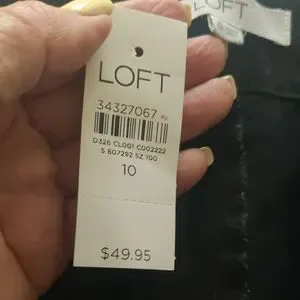 LOFT
LOFT
34327067
D326 CL001 C002222
S 607292 SZ 100
10
$49.95